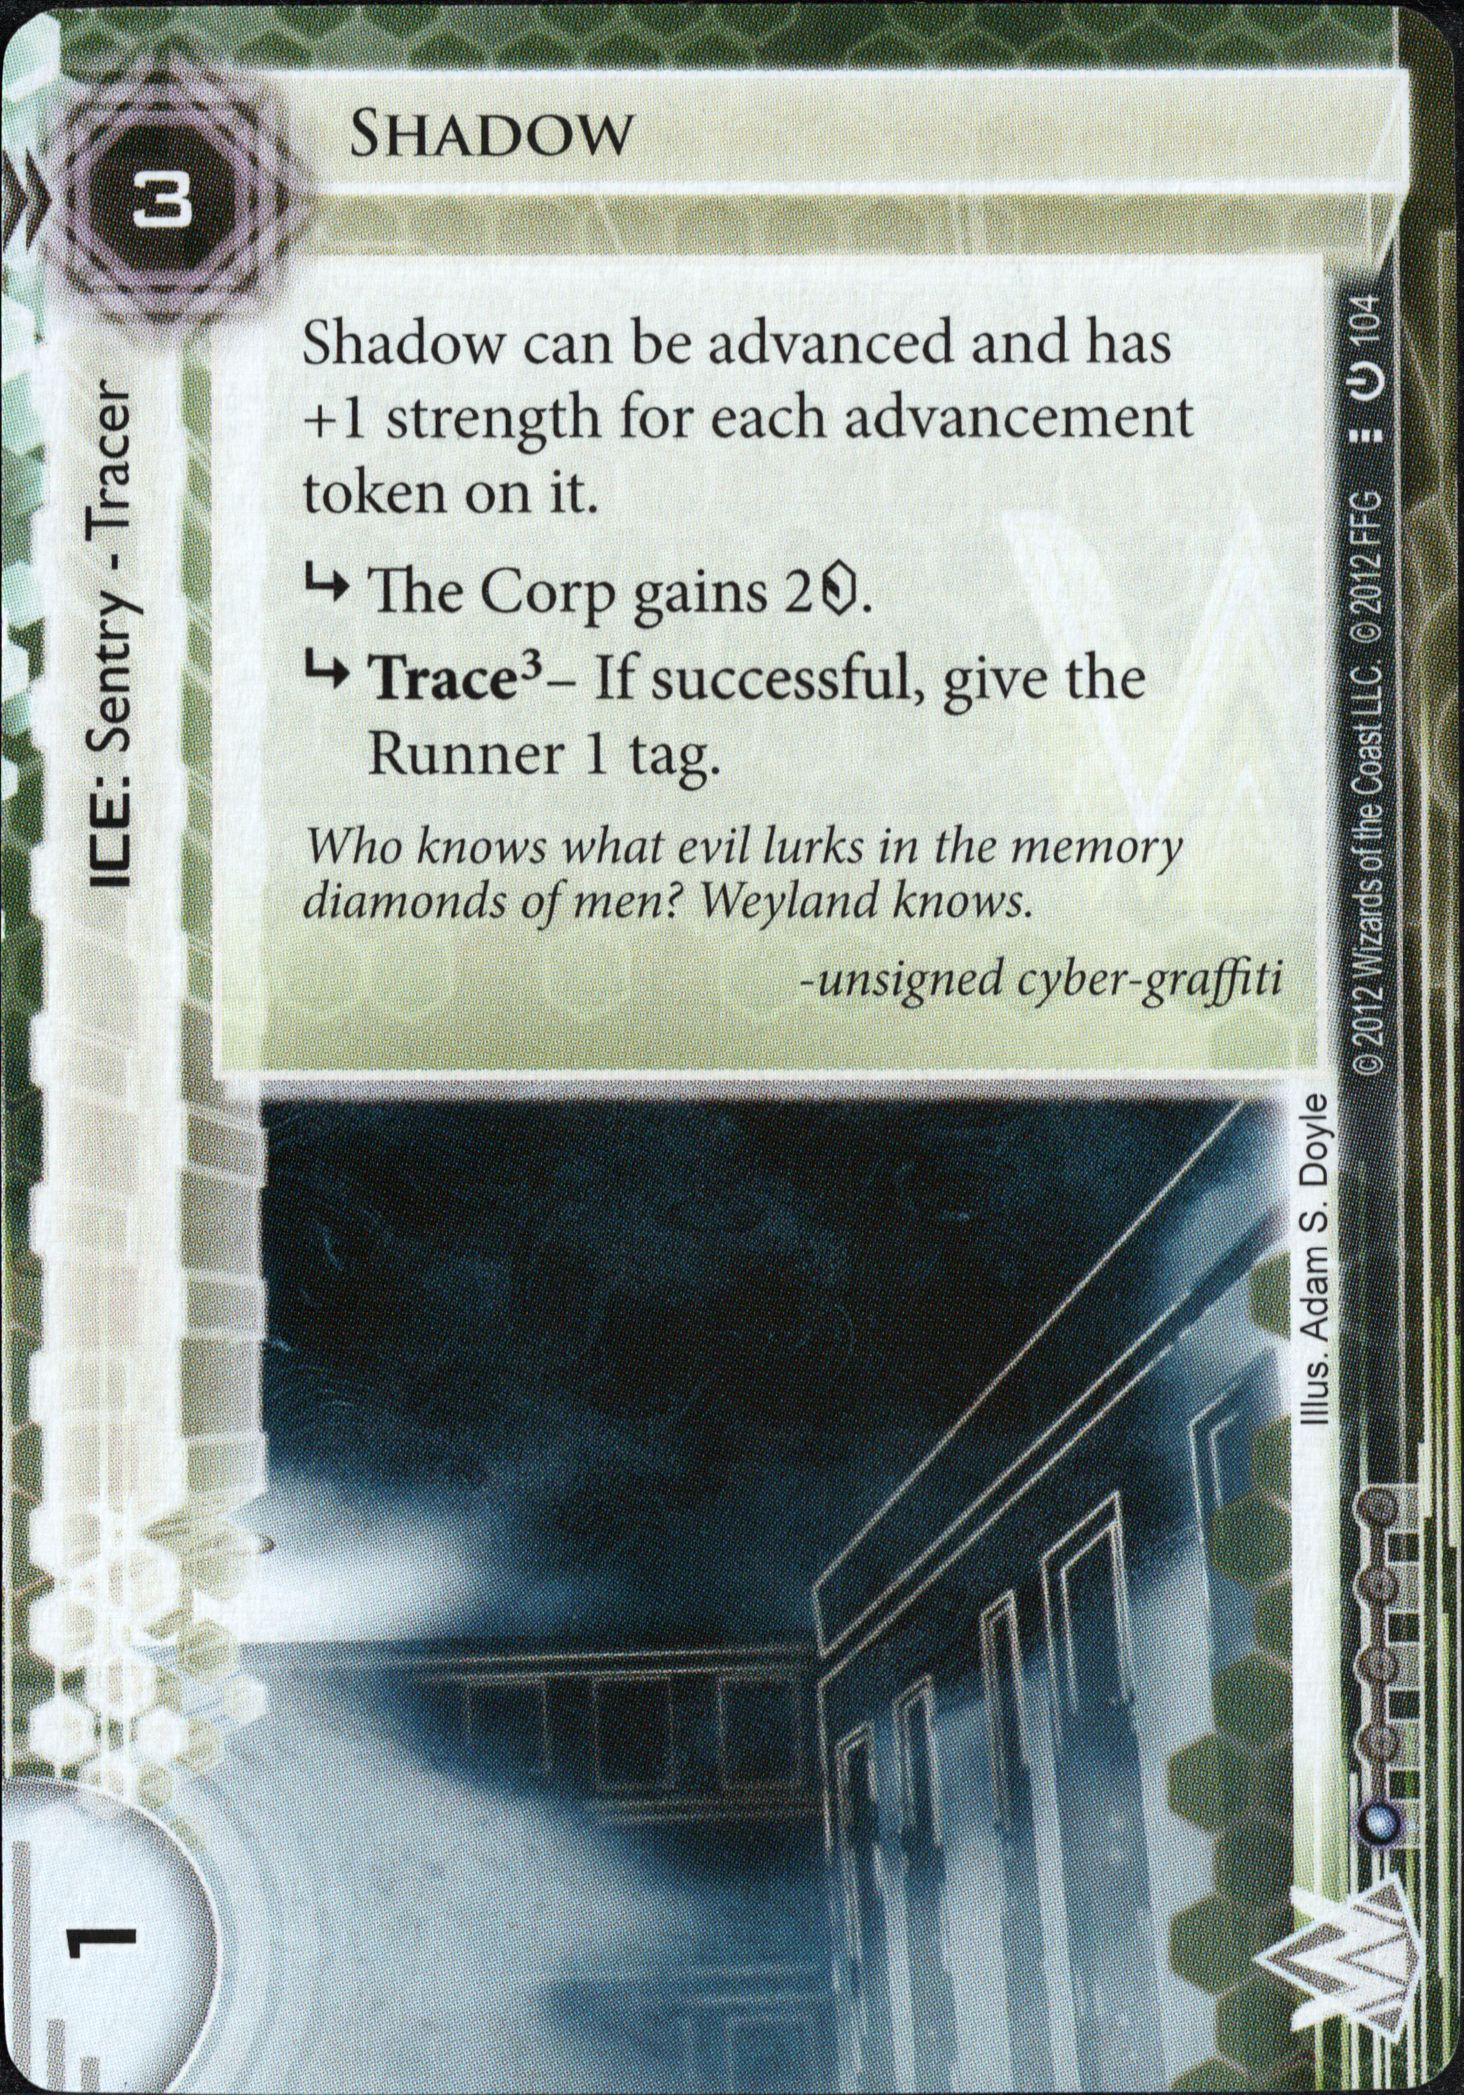 3
SHADOW
ICE: Sentry - Tracer
Shadow can be advanced and has
+1 strength for each advancement
token on it.
↳ The Corp gains 2.
↳ Trace³– If successful, give the
Runner 1 tag.
Who knows what evil lurks in the memory
diamonds of men? Weyland knows.
-unsigned cyber-graffiti
© 2012 Wizards of the Coast LLC. © 2012 FFG 104
Illus. Adam S. Doyle
1